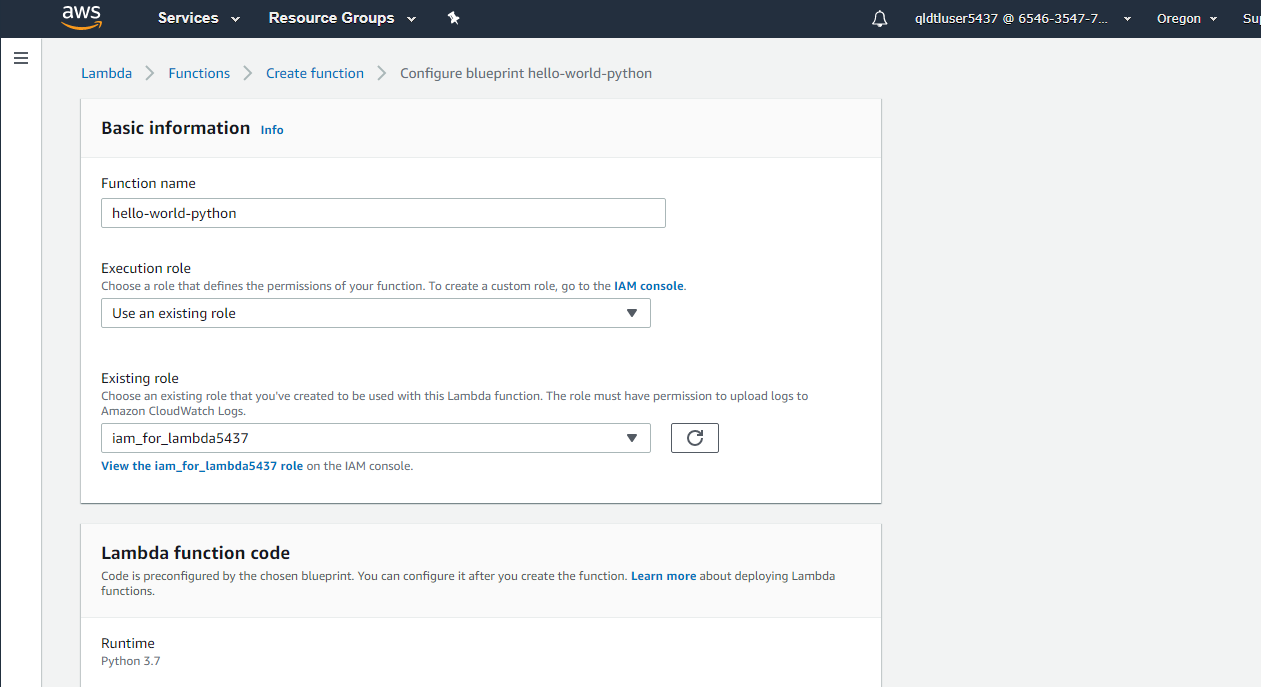 aws Services Resource Groups qldtluser5437 @ 6546-3547-7... Oregon Sup
Lambda Functions Create function Configure blueprint hello-world-python
Basic information Info
Function name
hello-world-python
Execution role
Choose a role that defines the permissions of your function. To create a custom role, go to the IAM console.
Use an existing role
Existing role
Choose an existing role that you've created to be used with this Lambda function. The role must have permission to upload logs to
Amazon CloudWatch Logs.
iam_for_lambda5437
View the iam_for_lambda5437 role on the IAM console.
Lambda function code
Code is preconfigured by the chosen blueprint. You can configure it after you create the function. Learn more about deploying Lambda
functions.
Runtime
Python 3.7